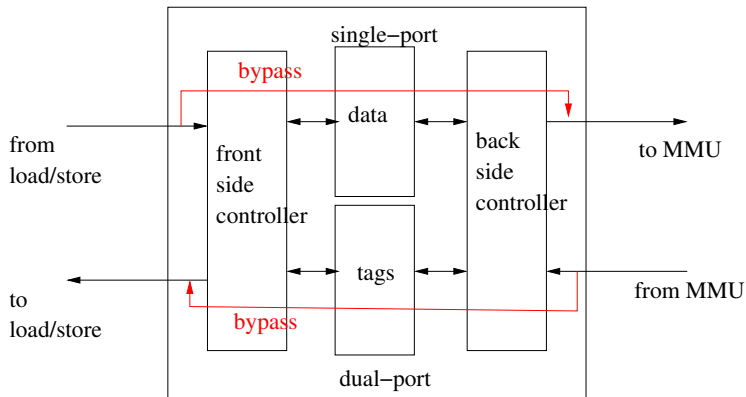 single−port
bypass
data
from
load/store
front
side
controller
back
side
controller
to MMU
tags
to
load/store
from MMU
bypass
dual−port